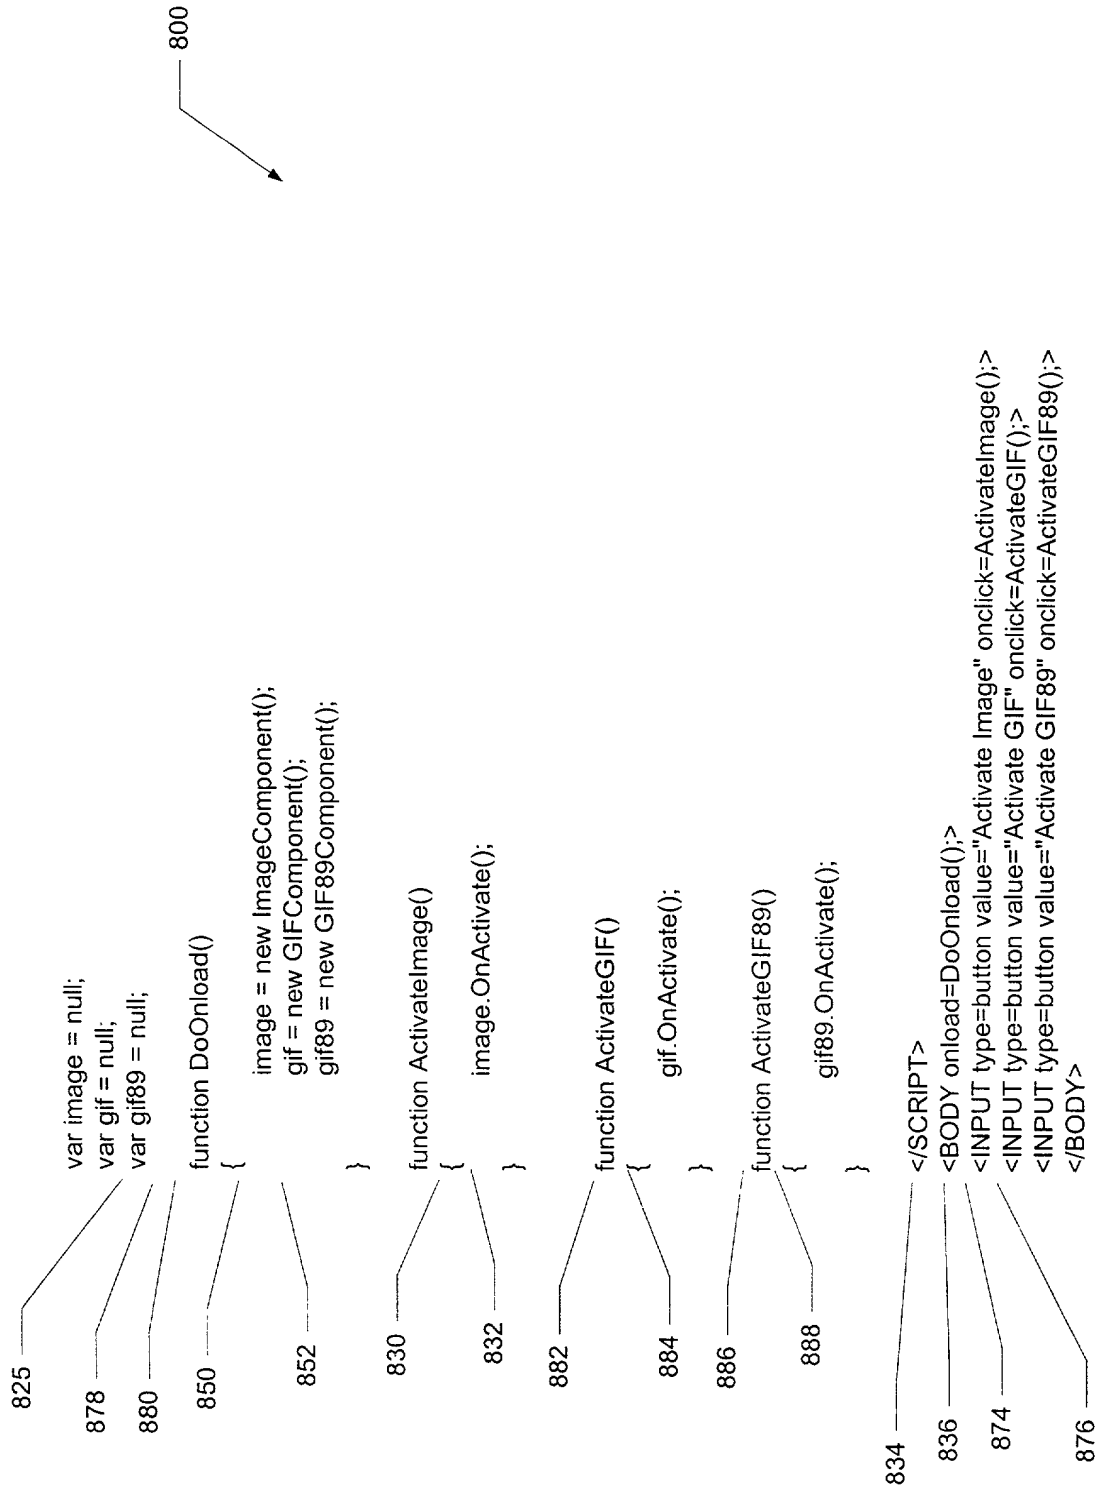 800
825
var image = null;
878
var gif = null;
880
var gif89 = null;
850
function DoOnload()
{
852
image = new ImageComponent();
gif = new GIFComponent();
gif89 = new GIF89Component();
}
830
function ActivateImage()
{
832
image.OnActivate();
}
882
function ActivateGIF()
{
884
gif.OnActivate();
}
886
function ActivateGIF89()
{
888
gif89.OnActivate();
}
834
</SCRIPT>
836
<BODY onload=DoOnload();>
874
<INPUT type=button value="Activate Image" onclick=ActivateImage();>
876
<INPUT type=button value="Activate GIF" onclick=ActivateGIF();>
<INPUT type=button value="Activate GIF89" onclick=ActivateGIF89();>
</BODY>